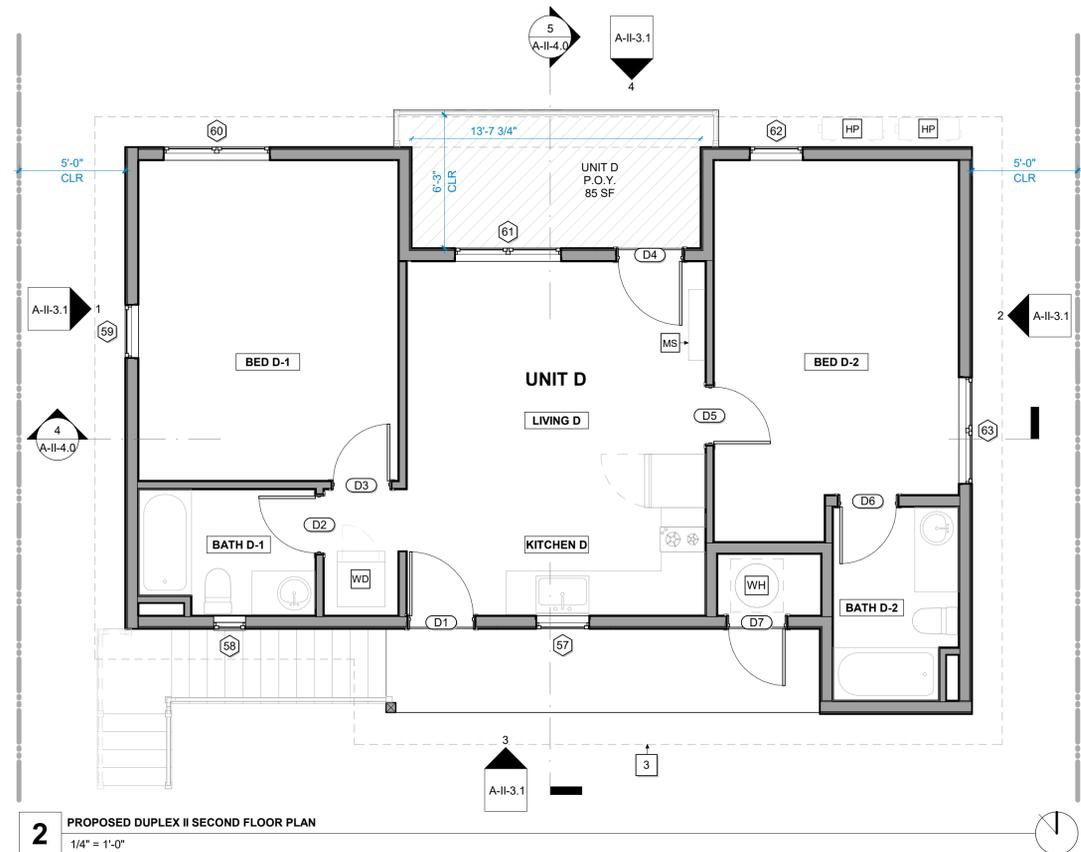 5
A-II-4.0
A-II-3.1
4
60
13'-7 3/4"
62
HP
HP
5'-0"
CLR
6'-3"
CLR
UNIT D
P.O.Y.
85 SF
5'-0"
CLR
61
D4
A-II-3.1
1
59
MS
2
A-II-3.1
BED D-1
UNIT D
LIVING D
BED D-2
D5
4
A-II-4.0
63
D3
D6
D2
BATH D-1
KITCHEN D
WD
WH
BATH D-2
D1
D7
58
57
3
A-II-3.1
3
2
PROPOSED DUPLEX II SECOND FLOOR PLAN
1/4" = 1'-0"